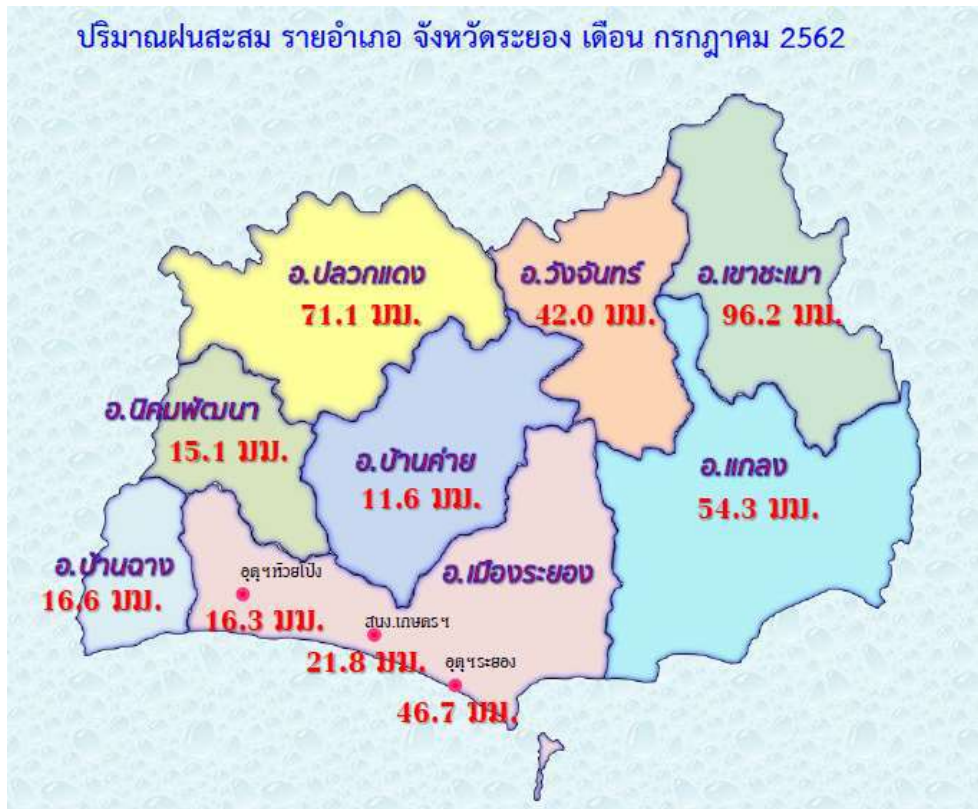 ปริมาณฝนสะสม รายอำเภอ จังหวัดระยอง เดือน กรกฎาคม 2562
อ.ปลวกแดง
71.1 มม.
อ.วังจันทร์
42.0 มม.
อ.เขาชะเมา
96.2 มม.
อ.นิคมพัฒนา
15.1 มม.
อ.บ้านค่าย
11.6 มม.
อ.แกลง
54.3 มม.
อ.บ้านฉาง
16.6 มม.
อุตุฯห้วยโป่ง
16.3 มม.
อ.เมืองระยอง
สนง.เกษตรฯ
21.8 มม.
อุตุฯระยอง
46.7 มม.